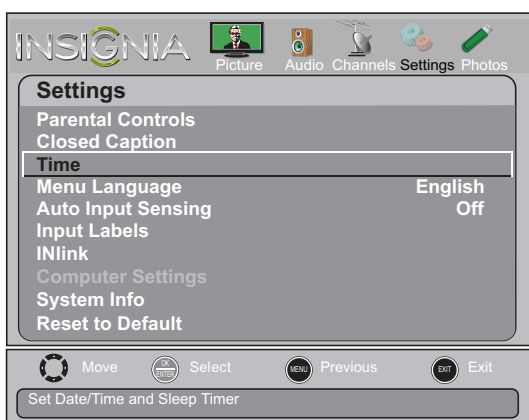 INSIGNIA
Picture Audio Channels Settings Photos
Settings
Parental Controls
Closed Caption
Time
Menu Language English
Auto Input Sensing Off
Input Labels
INlink
Computer Settings
System Info
Reset to Default
Move OK ENTER Select MENU Previous EXIT Exit
Set Date/Time and Sleep Timer